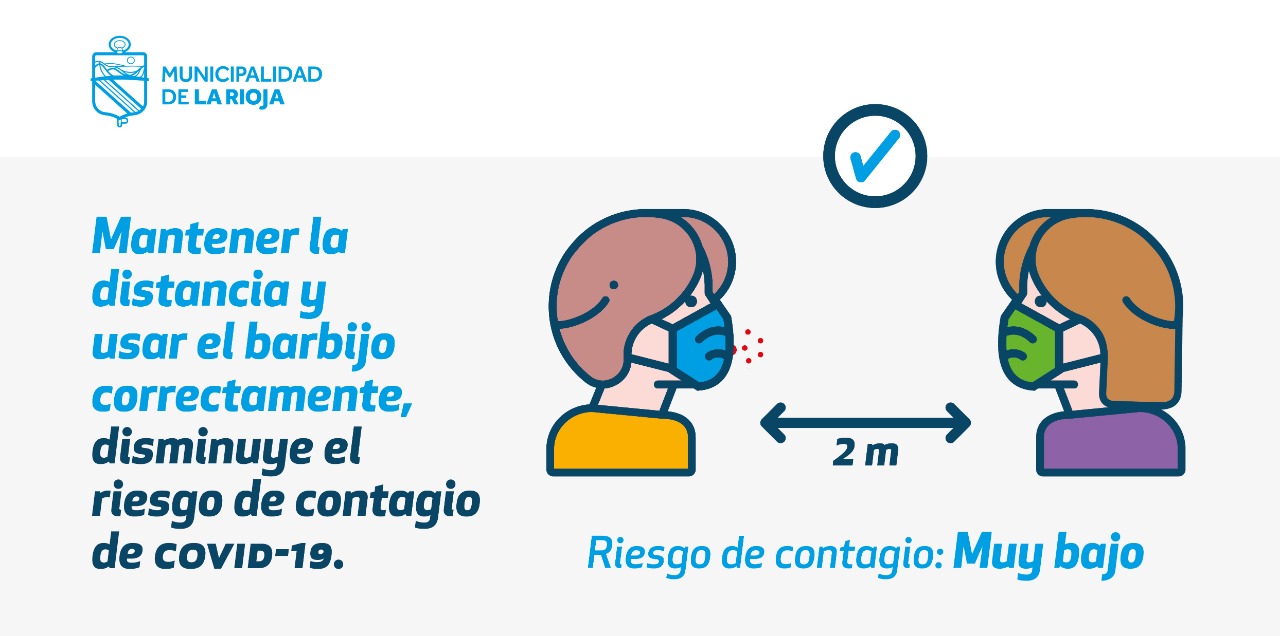 MUNICIPALIDAD
DE LA RIOJA
Mantener la
distancia y
usar el barbijo
correctamente,
disminuye el
riesgo de contagio
de COVID-19.
2 m
Riesgo de contagio: Muy bajo